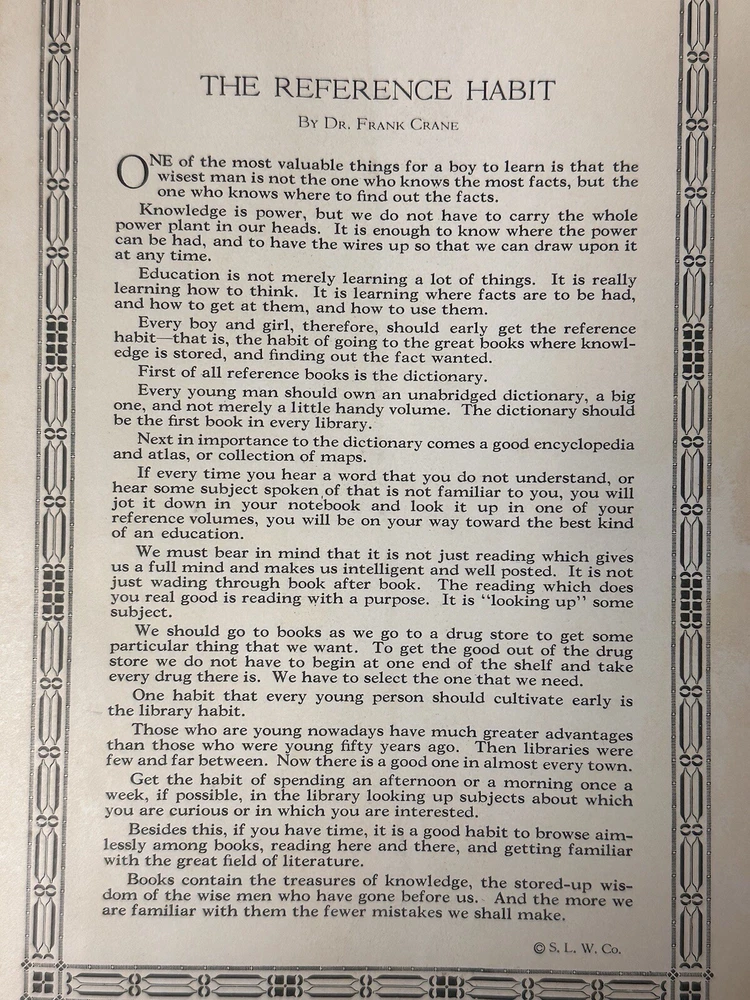 THE REFERENCE HABIT
By Dr. Frank Crane
ONE of the most valuable things for a boy to learn is that the
wisest man is not the one who knows the most facts, but the
one who knows where to find out the facts.
Knowledge is power, but we do not have to carry the whole
power plant in our heads. It is enough to know where the power
can be had, and to have the wires up so that we can draw upon it
at any time.
Education is not merely learning a lot of things. It is really
learning how to think. It is learning where facts are to be had,
and how to get at them, and how to use them.
Every boy and girl, therefore, should early get the reference
habit—that is, the habit of going to the great books where knowl-
edge is stored, and finding out the fact wanted.
First of all reference books is the dictionary.
Every young man should own an unabridged dictionary, a big
one, and not merely a little handy volume. The dictionary should
be the first book in every library.
Next in importance to the dictionary comes a good encyclopedia
and atlas, or collection of maps.
If every time you hear a word that you do not understand, or
hear some subject spoken of that is not familiar to you, you will
jot it down in your notebook and look it up in one of your
reference volumes, you will be on your way toward the best kind
of an education.
We must bear in mind that it is not just reading which gives
us a full mind and makes us intelligent and well posted. It is not
just wading through book after book. The reading which does
you real good is reading with a purpose. It is "looking up" some
subject.
We should go to books as we go to a drug store to get some
particular thing that we want. To get the good out of the drug
store we do not have to begin at one end of the shelf and take
every drug there is. We have to select the one that we need.
One habit that every young person should cultivate early is
the library habit.
Those who are young nowadays have much greater advantages
than those who were young fifty years ago. Then libraries were
few and far between. Now there is a good one in almost every town.
Get the habit of spending an afternoon or a morning once a
week, if possible, in the library looking up subjects about which
you are curious or in which you are interested.
Besides this, if you have time, it is a good habit to browse aim-
lessly among books, reading here and there, and getting familiar
with the great field of literature.
Books contain the treasures of knowledge, the stored-up wis-
dom of the wise men who have gone before us. And the more we
are familiar with them the fewer mistakes we shall make.
© S. L. W. Co.